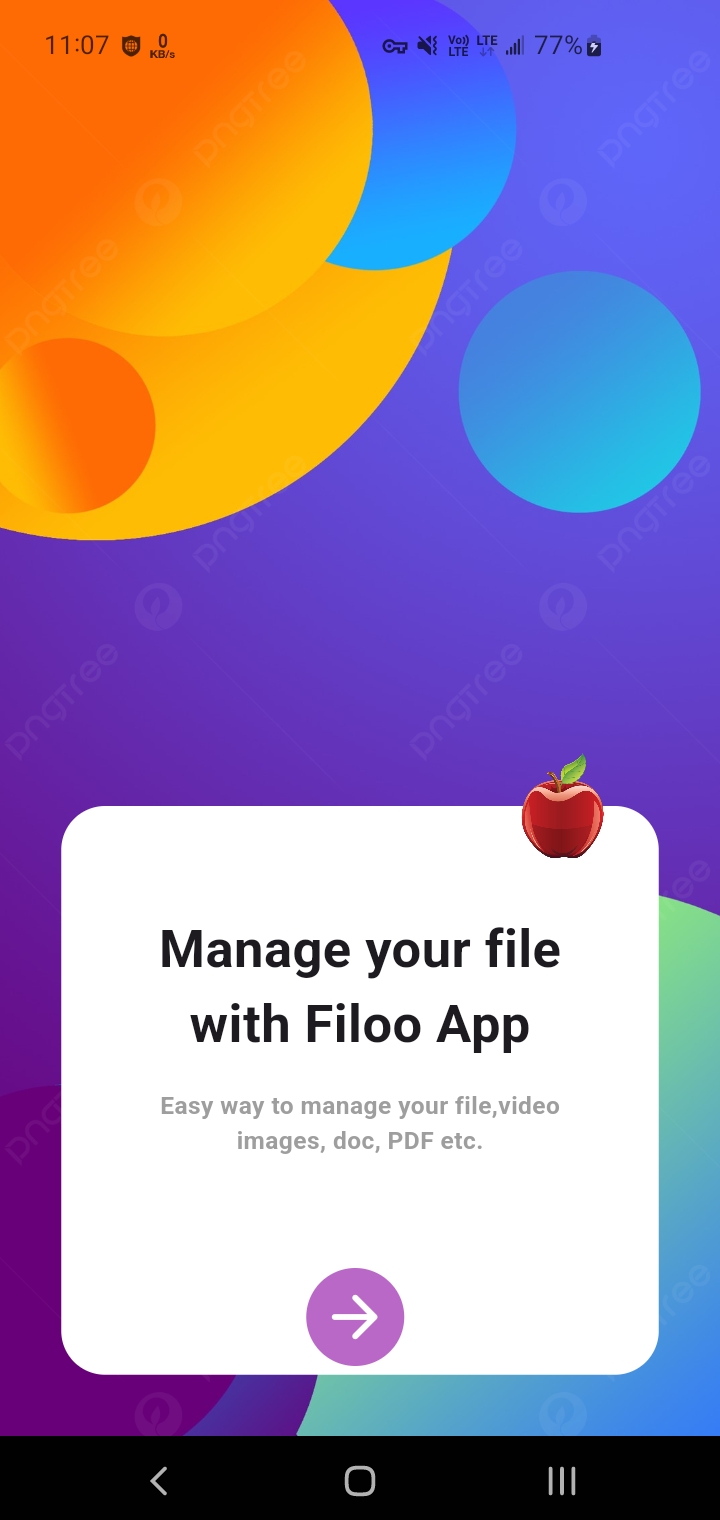 11:07 0 KB/s Vo)) LTE LTE 77%
pngtree
Manage your file
with Filoo App
Easy way to manage your file,video
images, doc, PDF etc.